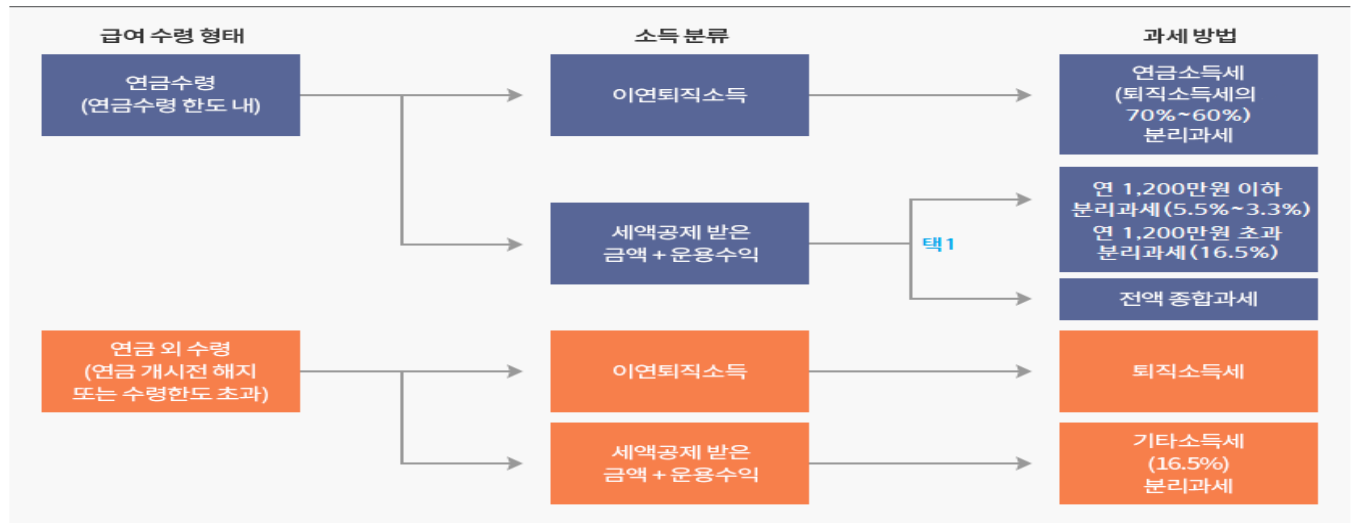 급여 수령 형태
소득 분류
과세 방법
연금수령
(연금수령 한도 내)
이연퇴직소득
연금소득세
(퇴직소득세의
70%~60%)
분리과세
세액공제 받은
금액 + 운용수익
택1
연 1,200만원 이하
분리과세(5.5%~3.3%)
연 1,200만원 초과
분리과세(16.5%)
전액 종합과세
연금 외 수령
(연금 개시전 해지
또는 수령한도 초과)
이연퇴직소득
퇴직소득세
세액공제 받은
금액 + 운용수익
기타소득세
(16.5%)
분리과세